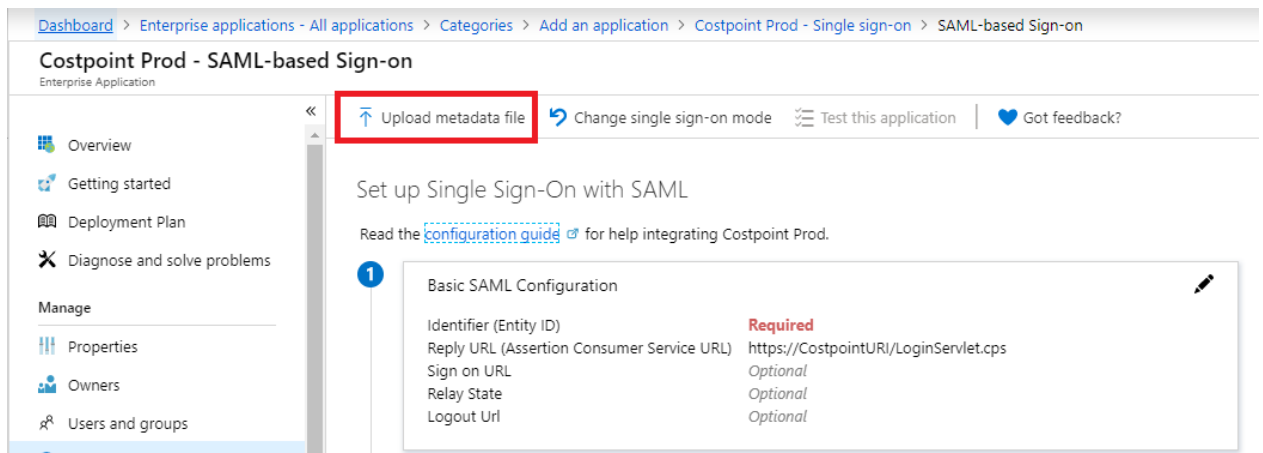 Dashboard > Enterprise applications - All applications > Categories > Add an application > Costpoint Prod - Single sign-on > SAML-based Sign-on
Costpoint Prod - SAML-based Sign-on
Enterprise Application
«
Upload metadata file Change single sign-on mode Test this application Got feedback?
Overview
Getting started
Deployment Plan
Diagnose and solve problems
Manage
Properties
Owners
Users and groups
Set up Single Sign-On with SAML
Read the configuration guide for help integrating Costpoint Prod.
1
Basic SAML Configuration
Identifier (Entity ID) Required
Reply URL (Assertion Consumer Service URL) https://CostpointURI/LoginServlet.cps
Sign on URL Optional
Relay State Optional
Logout Url Optional